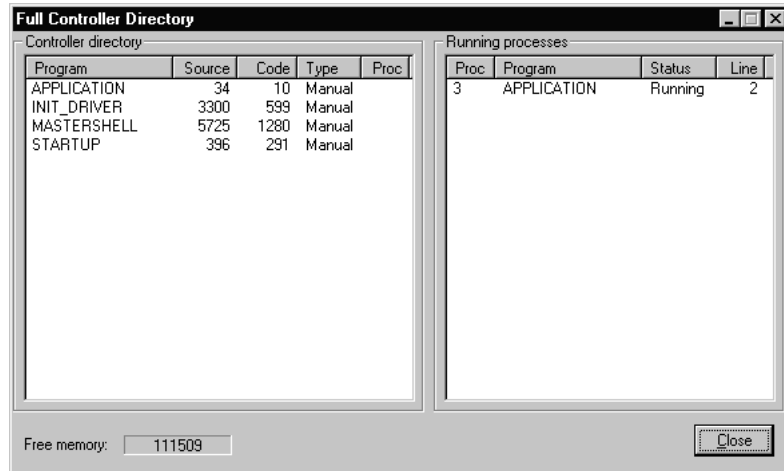 Full Controller Directory
Controller directory
Program Source Code Type Proc
APPLICATION 34 10 Manual
INIT_DRIVER 3300 599 Manual
MASTERSHELL 5725 1280 Manual
STARTUP 396 291 Manual
Running processes
Proc Program Status Line
3 APPLICATION Running 2
Free memory: 111509
Close